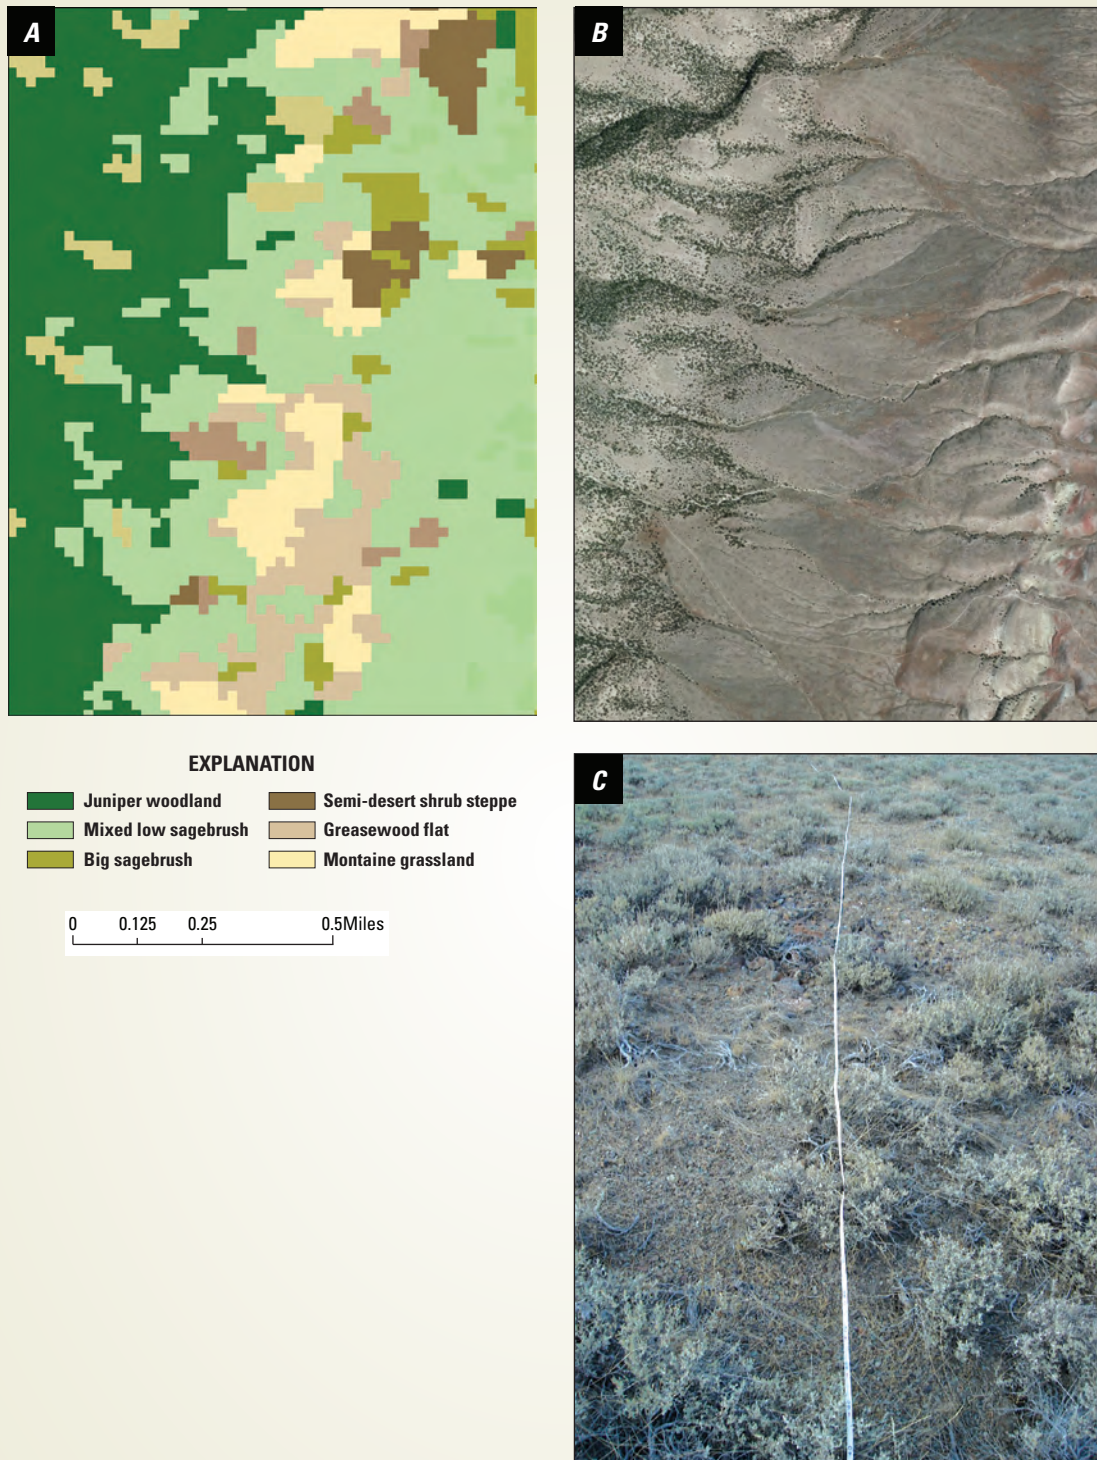 A
B
EXPLANATION
Juniper woodland
Mixed low sagebrush
Big sagebrush
Semi-desert shrub steppe
Greasewood flat
Montaine grassland
0 0.125 0.25 0.5Miles
C